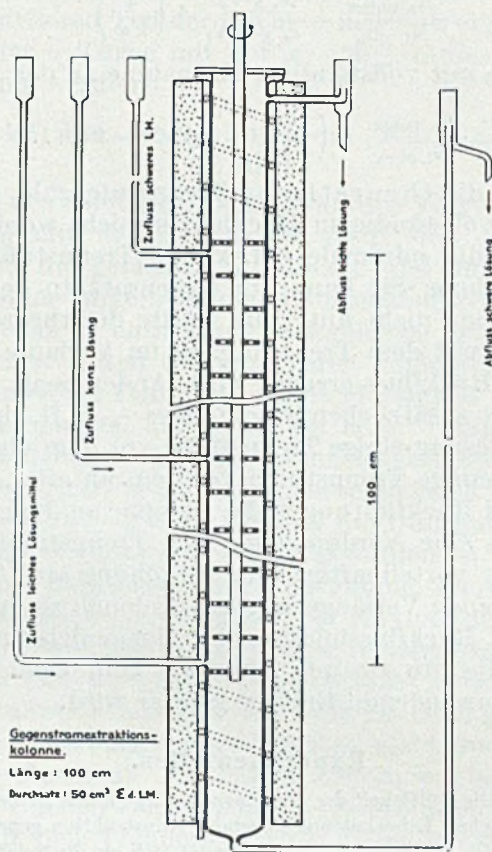 Zufluss leichtes Lösungsmittel
Zufluss konz. Lösung
Zufluss schweres L.M.
Abfluss leichte Lösung
Abfluss schwere Lösung
100 cm
Gegenstromextraktions-
kolonne.
Länge: 100 cm
Durchsatz: 50 cm³ Σ d. LM.